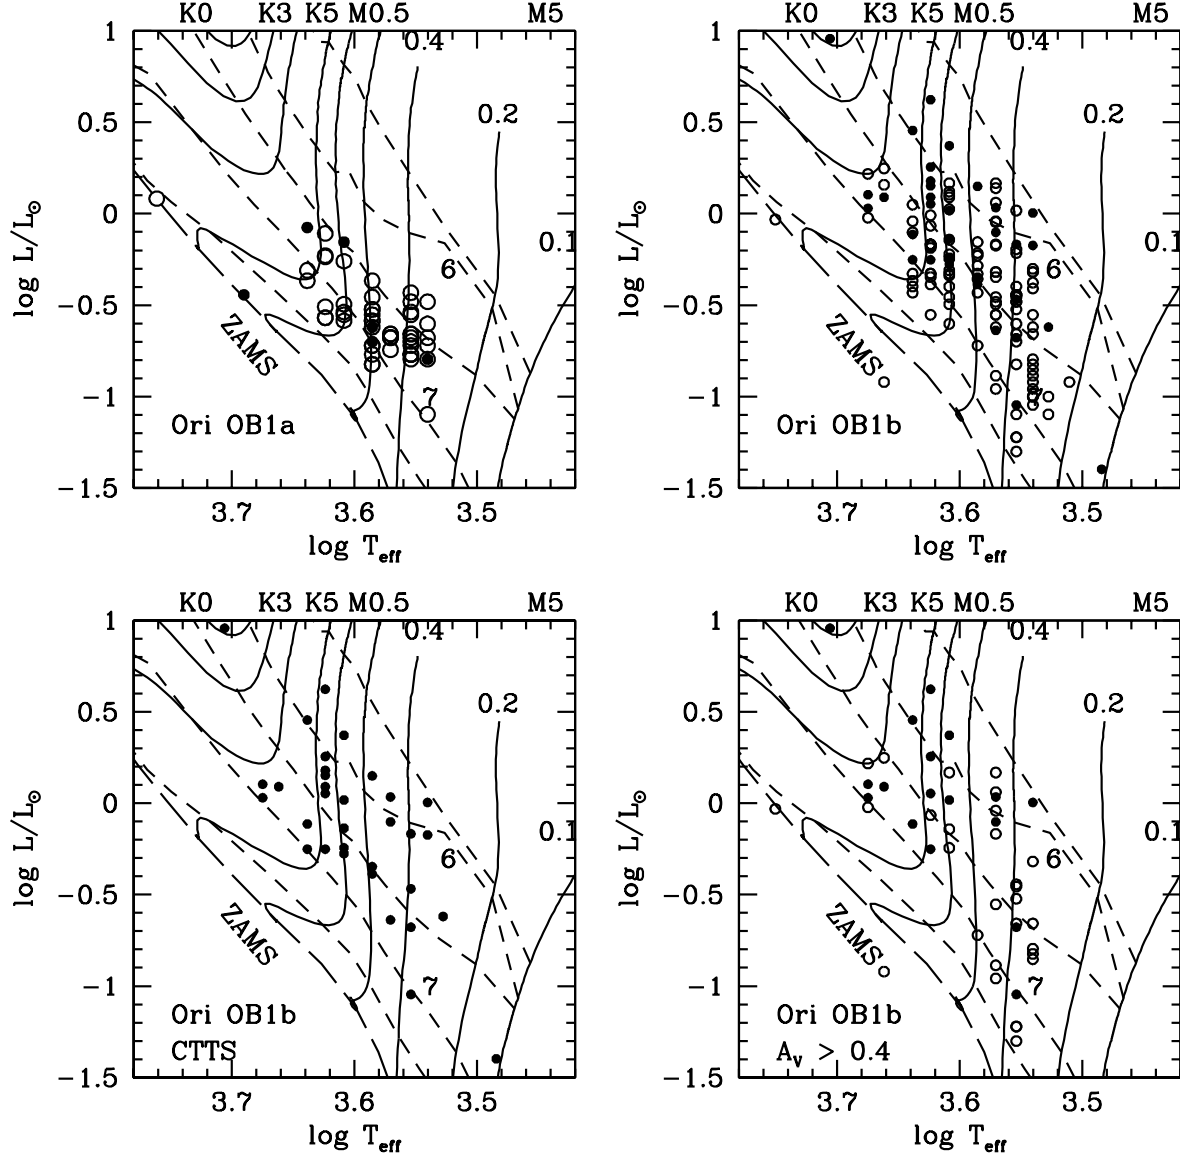 K0 K3 K5 M0.5 M5
1
0.5
0
−0.5
−1
−1.5
log L/L⊙
0.4
0.2
0.1
6
7
ZAMS
Ori OB1a
3.7 3.6 3.5
log T_eff
K0 K3 K5 M0.5 M5
1
0.5
0
−0.5
−1
−1.5
log L/L⊙
0.4
0.2
0.1
6
7
ZAMS
Ori OB1b
3.7 3.6 3.5
log T_eff
K0 K3 K5 M0.5 M5
1
0.5
0
−0.5
−1
−1.5
log L/L⊙
0.4
0.2
0.1
6
7
ZAMS
Ori OB1b
CTTS
3.7 3.6 3.5
log T_eff
K0 K3 K5 M0.5 M5
1
0.5
0
−0.5
−1
−1.5
log L/L⊙
0.4
0.2
0.1
6
7
ZAMS
Ori OB1b
A_V > 0.4
3.7 3.6 3.5
log T_eff